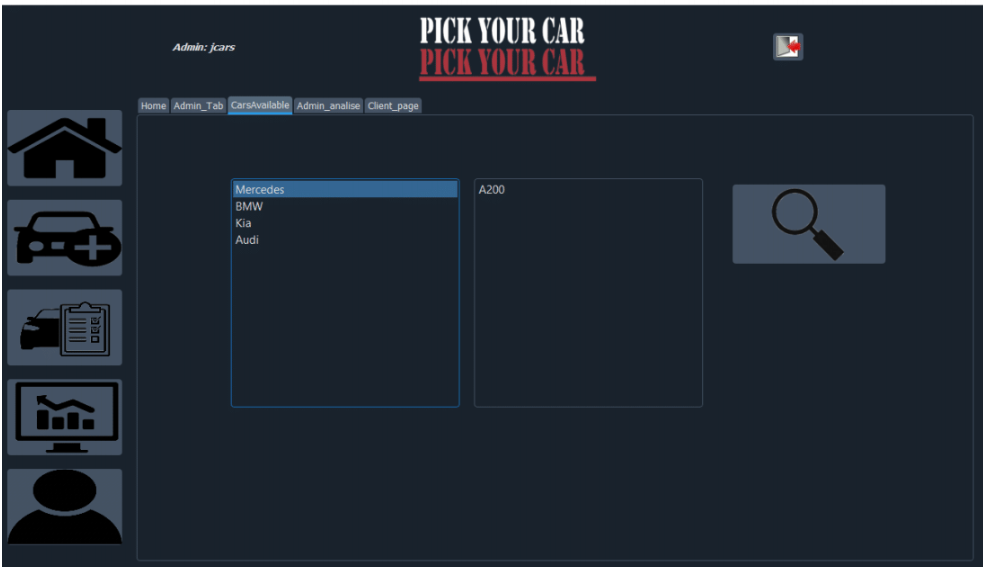 PICK YOUR CAR
Admin: jcars
PICK YOUR CAR
Home Admin_Tab CarsAvailable Admin_analise Client_page
Mercedes
A200
BMW
Kia
Audi